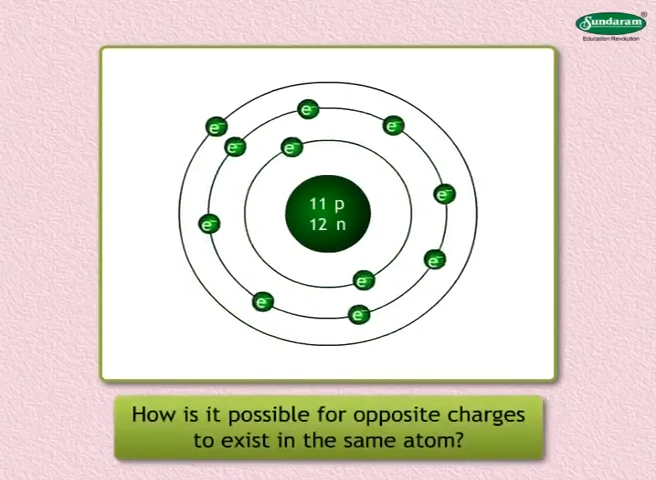 Sundaram®
Education Revolution
e⁻
e⁻
e⁻
e⁻
e⁻
e⁻
11 p
12 n
e⁻
e⁻
e⁻
e⁻
e⁻
How is it possible for opposite charges
to exist in the same atom?